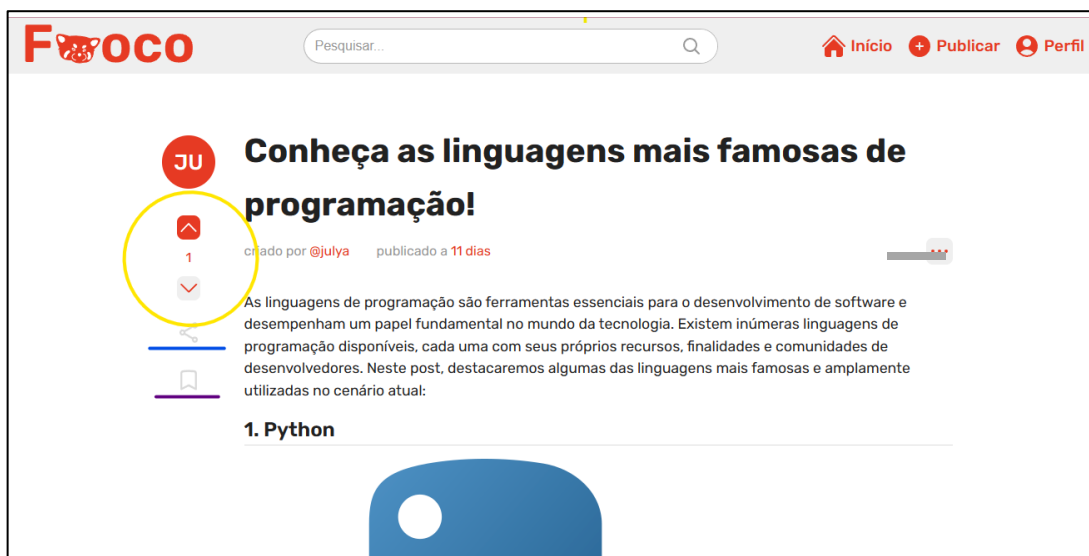 Fooco
Pesquisar...
Início
Publicar
Perfil
JU
Conheça as linguagens mais famosas de
programação!
criado por @julya publicado a 11 dias
1
As linguagens de programação são ferramentas essenciais para o desenvolvimento de software e
desempenham um papel fundamental no mundo da tecnologia. Existem inúmeras linguagens de
programação disponíveis, cada uma com seus próprios recursos, finalidades e comunidades de
desenvolvedores. Neste post, destacaremos algumas das linguagens mais famosas e amplamente
utilizadas no cenário atual:
1. Python